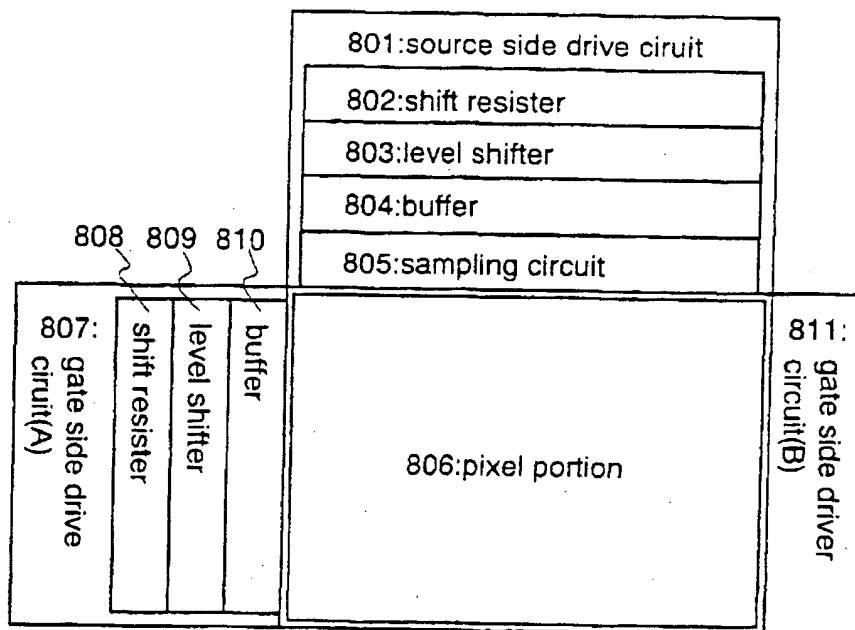 801:source side drive ciruit
802:shift resister
803:level shifter
804:buffer
805:sampling circuit
808 809 810
807:
gate side drive
ciruit(A)
shift resister
level shifter
buffer
806:pixel portion
811:
gate side driver
circuit(B)